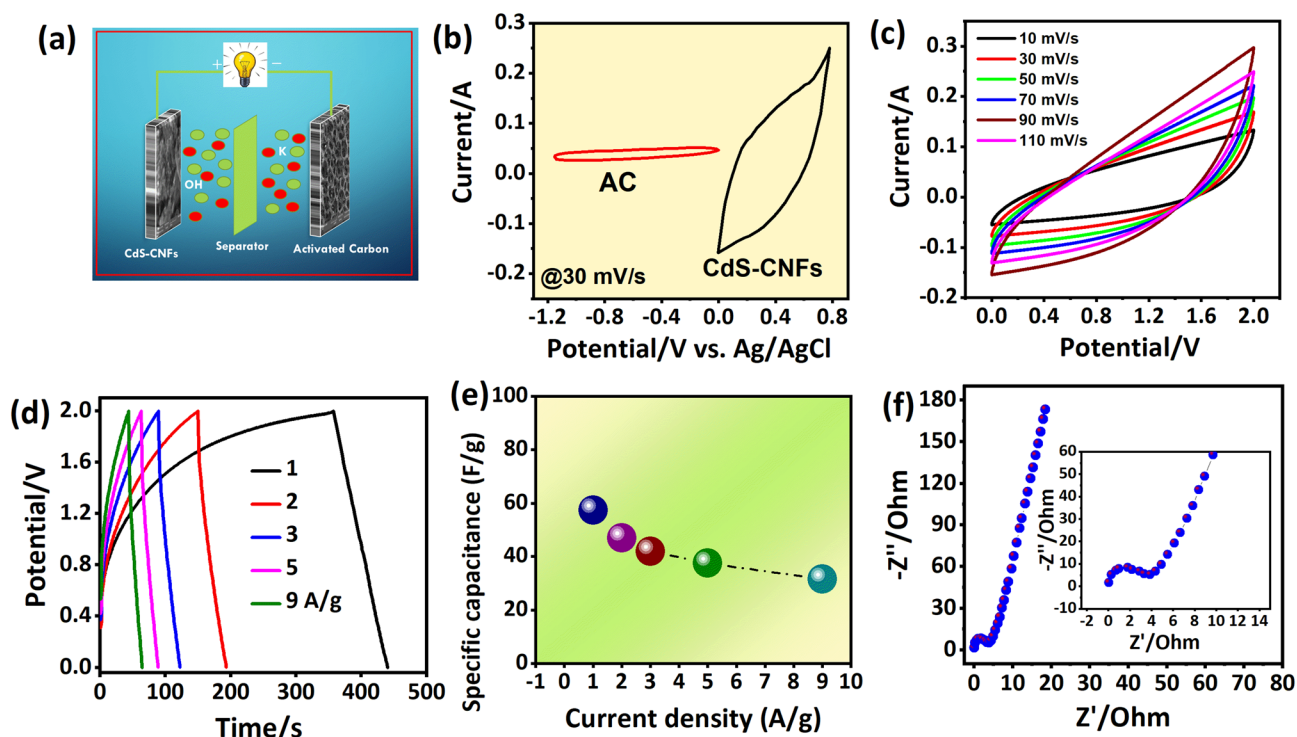 (a)
+
−
K
OH
CdS-CNFs
Separator
Activated Carbon
(b)
0.3
0.2
0.1
0.0
-0.1
-0.2
Current/A
AC
CdS-CNFs
@30 mV/s
-1.2
-0.8
-0.4
0.0
0.4
0.8
Potential/V vs. Ag/AgCl
(c)
10 mV/s
30 mV/s
50 mV/s
70 mV/s
90 mV/s
110 mV/s
0.3
0.2
0.1
0.0
-0.1
-0.2
Current/A
0.0
0.4
0.8
1.2
1.6
2.0
Potential/V
(d)
2.0
1.6
1.2
0.8
0.4
0.0
Potential/V
1
2
3
5
9 A/g
0
100
200
300
400
500
Time/s
(e)
100
80
60
40
20
0
Specific capacitance (F/g)
-1
0
1
2
3
4
5
6
7
8
9
10
Current density (A/g)
(f)
180
150
120
90
60
30
0
-Z''/Ohm
60
50
40
30
20
10
0
-10
-Z''/Ohm
0
2
4
6
8
10
12
14
Z'/Ohm
0
10
20
30
40
50
60
70
80
Z'/Ohm